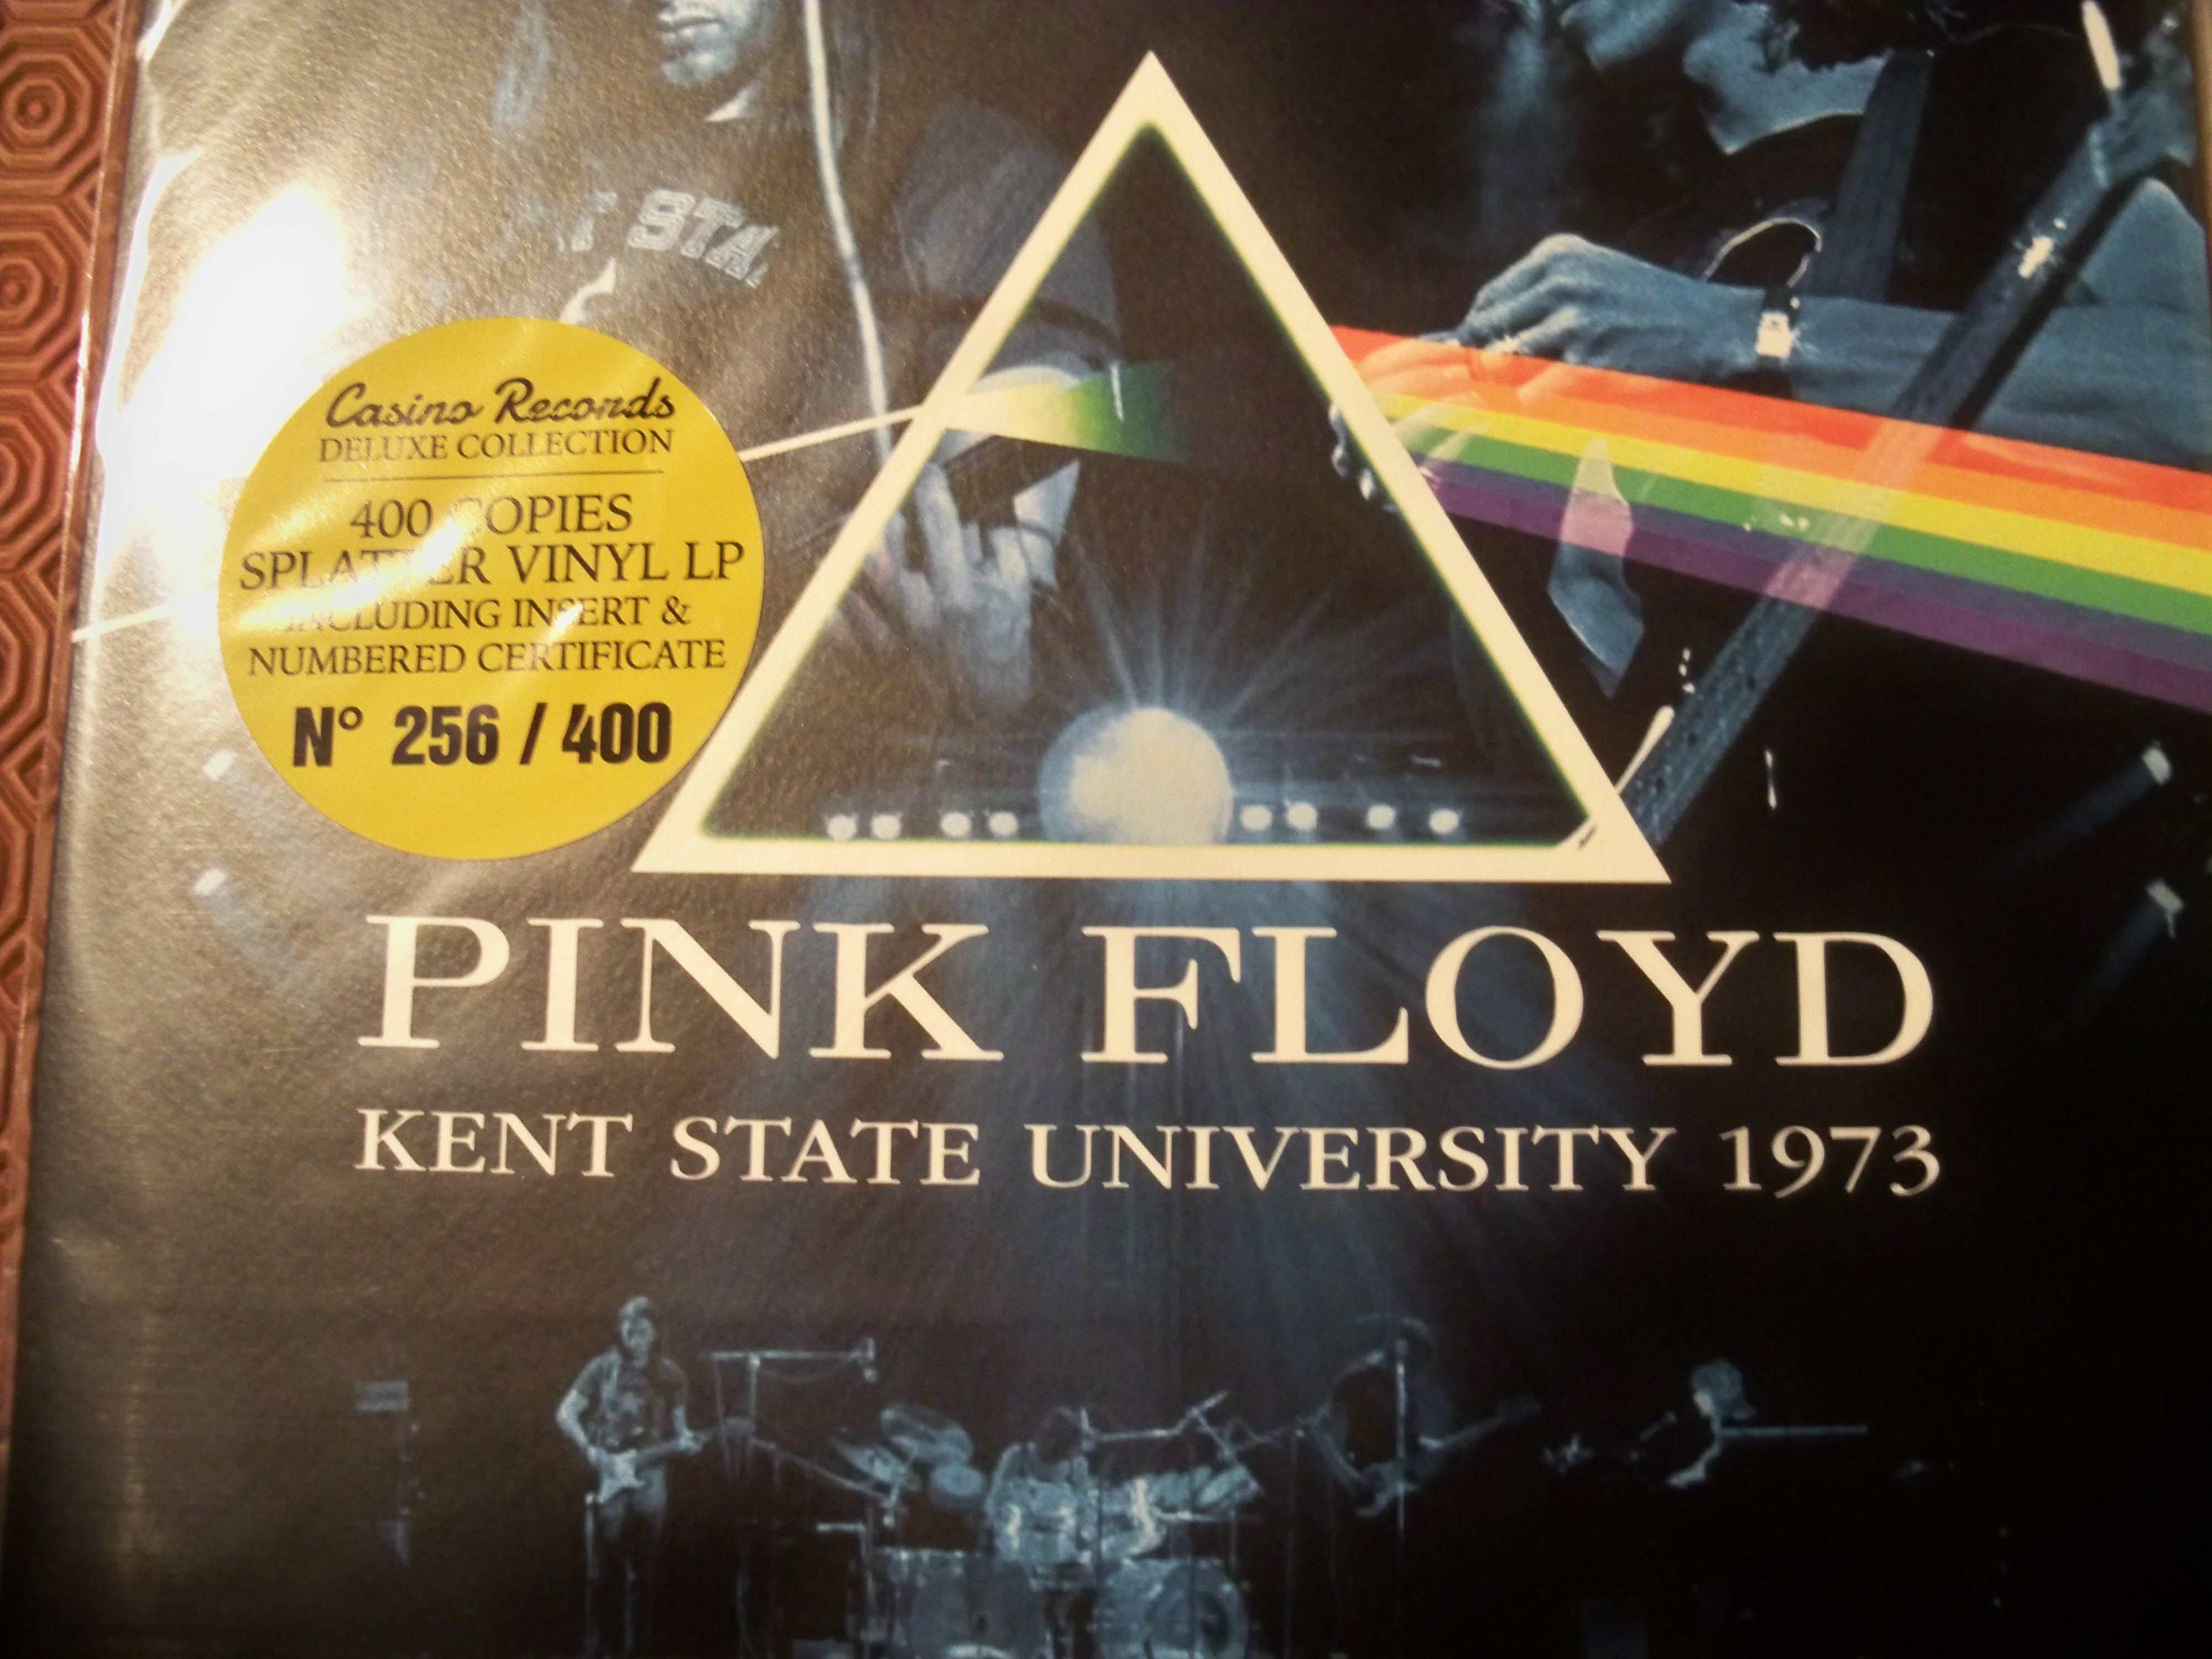 STA
Casino Records
DELUXE COLLECTION
400 COPIES
SPLATTER VINYL LP
INCLUDING INSERT &
NUMBERED CERTIFICATE
N° 256 / 400
PINK FLOYD
KENT STATE UNIVERSITY 1973